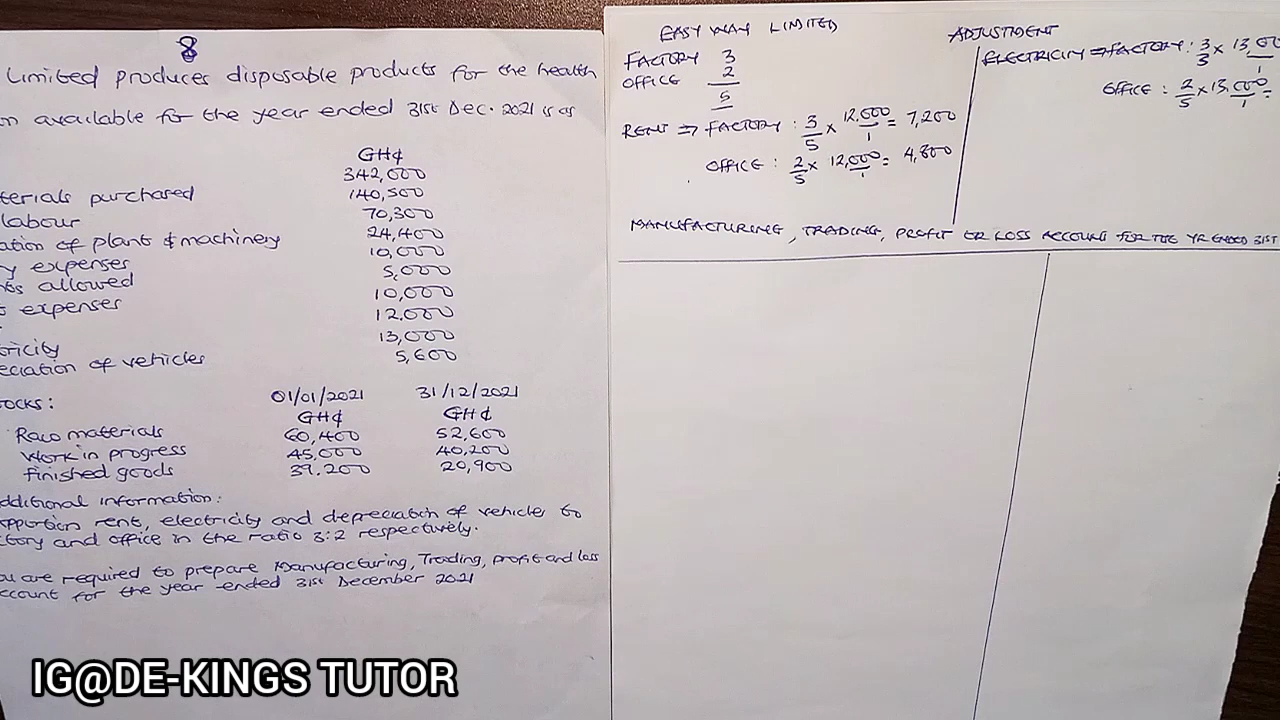 8
Limited produces disposable products for the health
on available for the year ended 31st Dec. 2021 is as
GH¢
342,000
terials purchased 140,500
labour 70,300
ation of plant & machinery 24,400
y expenses 10,000
nts allowed 5,000
s expenses 10,000
12,000
tricity 13,000
eciation of vehicles 5,600
ocks: 01/01/2021 31/12/2021
GH¢ GH¢
Raw materials 60,400 52,600
Work in progress 45,000 40,200
Finished goods 39,200 20,900
dditional information:
pportion rent, electricity and depreciation of vehicles to
ctory and office in the ratio 3:2 respectively.
ou are required to prepare Manufacturing, Trading, profit and loss
ccount for the year ended 31st December 2021
EASY WAY LIMITED
FACTORY 3
OFFICE 2
5
RENT ⇒ FACTORY : 3/5 × 12,000/1 = 7,200
OFFICE : 2/5 × 12,000/1 = 4,800
ADJUSTMENT
ELECTRICITY ⇒ FACTORY : 3/3 × 13,000/1
OFFICE : 2/5 × 13,000/1 =
MANUFACTURING, TRADING, PROFIT OR LOSS ACCOUNT FOR THE YR ENDED 31ST
IG@DE-KINGS TUTOR